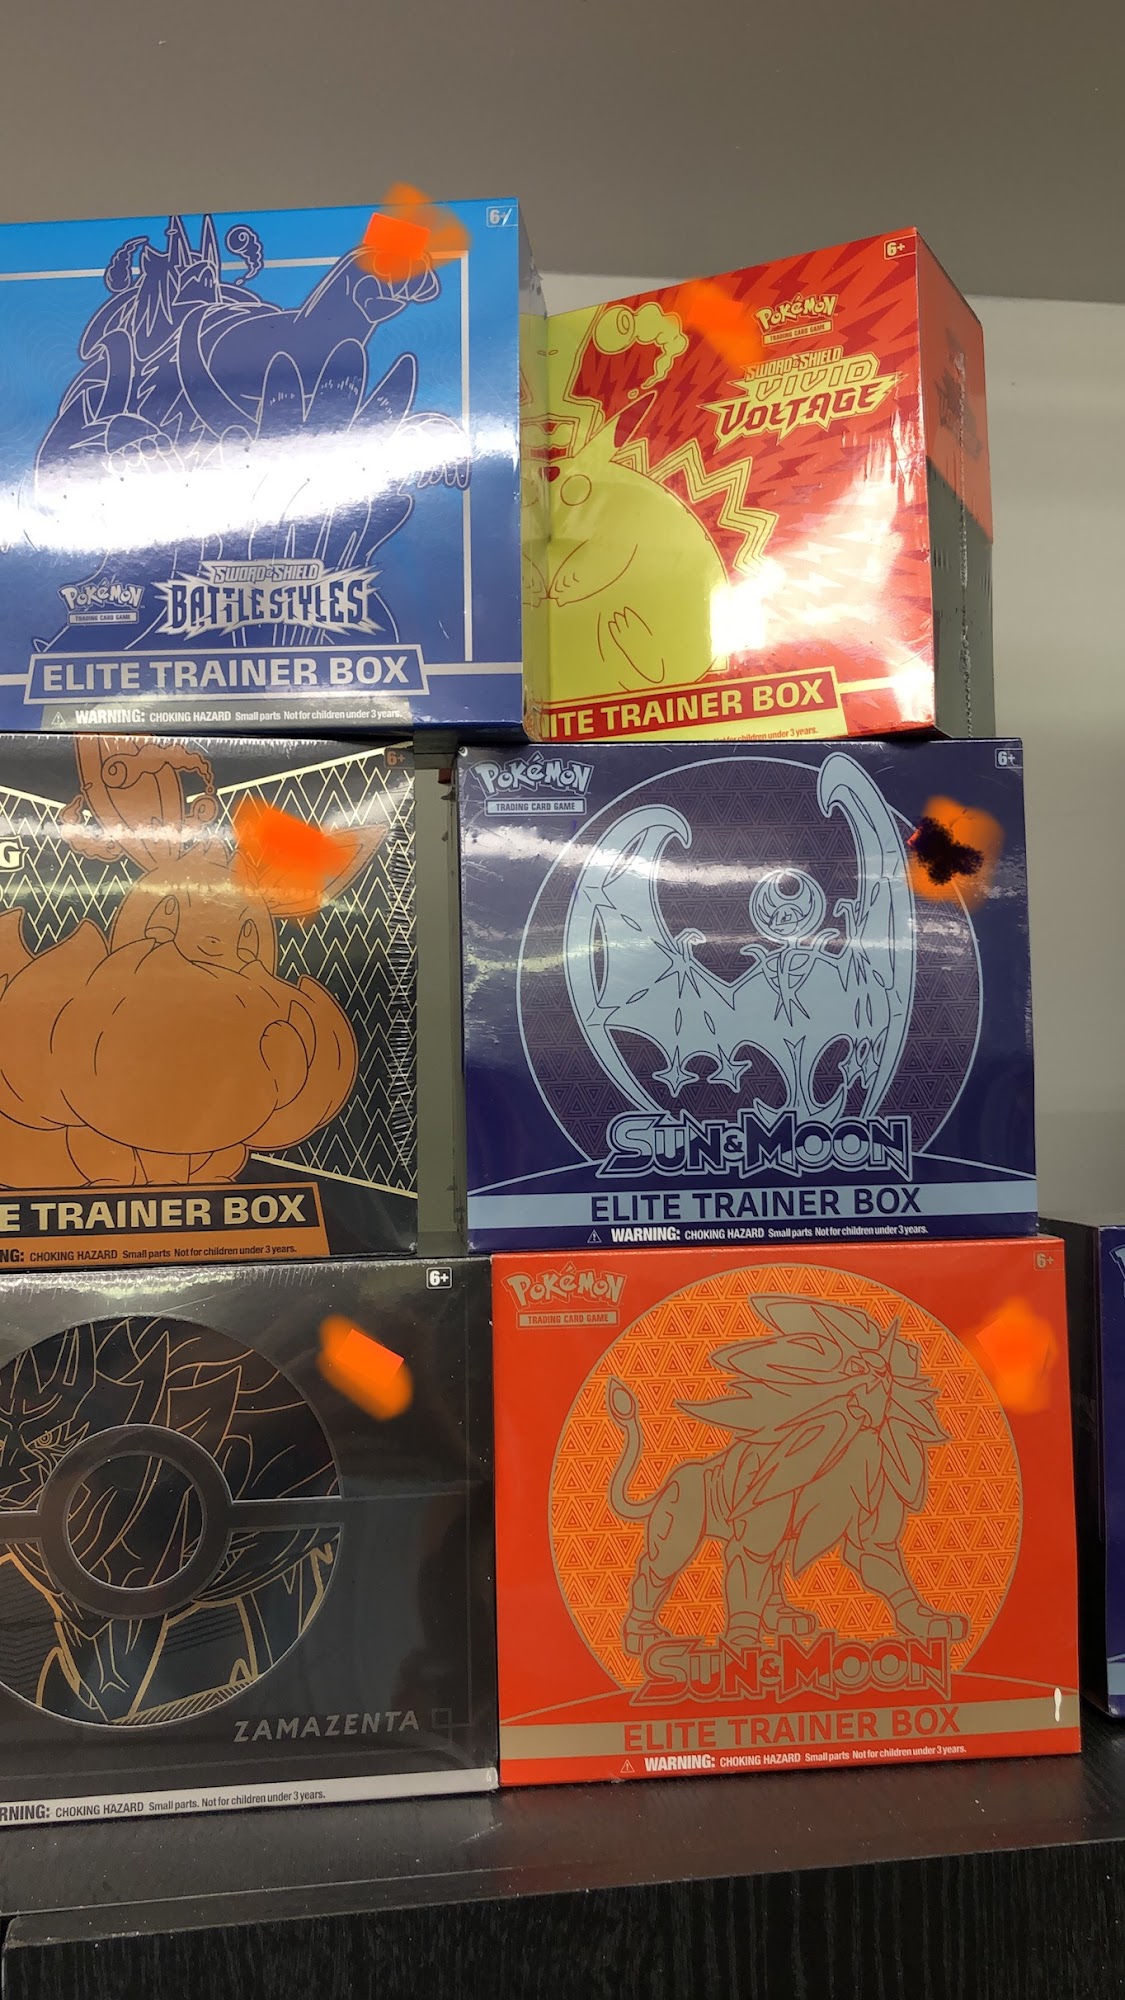 6+
Pokémon
TRADING CARD GAME
SWORD & SHIELD
BATTLE STYLES
ELITE TRAINER BOX
WARNING: CHOKING HAZARD Small parts Not for children under 3 years.
6+
Pokémon
TRADING CARD GAME
SWORD & SHIELD
VIVID
VOLTAGE
ITE TRAINER BOX
children under 3 years.
6+
G
E TRAINER BOX
NG: CHOKING HAZARD Small parts Not for children under 3 years.
Pokémon
TRADING CARD GAME
6+
SUN & MOON
ELITE TRAINER BOX
WARNING: CHOKING HAZARD Small parts Not for children under 3 years.
6+
ZAMAZENTA
RNING: CHOKING HAZARD Small parts. Not for children under 3 years.
Pokémon
TRADING CARD GAME
6+
SUN & MOON
ELITE TRAINER BOX
WARNING: CHOKING HAZARD Small parts Not for children under 3 years.